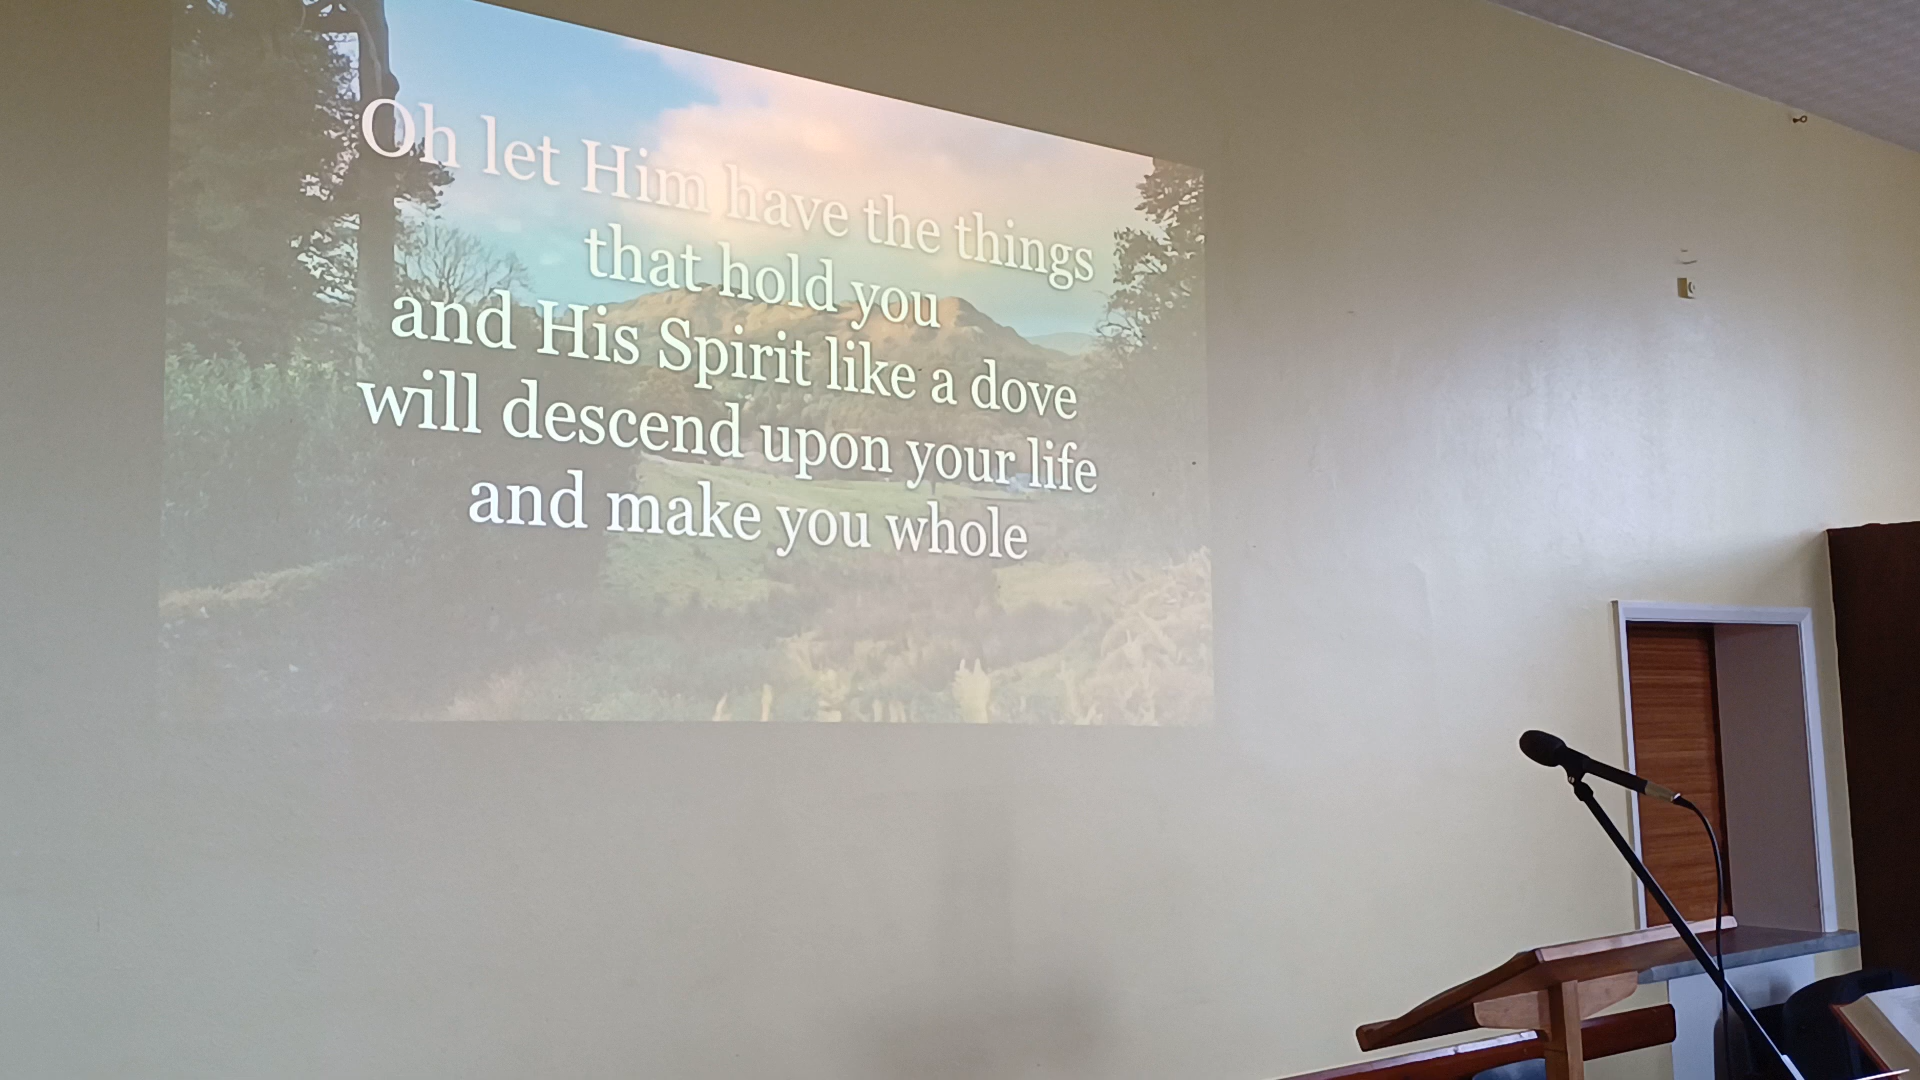 Oh let Him have the things
that hold you
and His Spirit like a dove
will descend upon your life
and make you whole